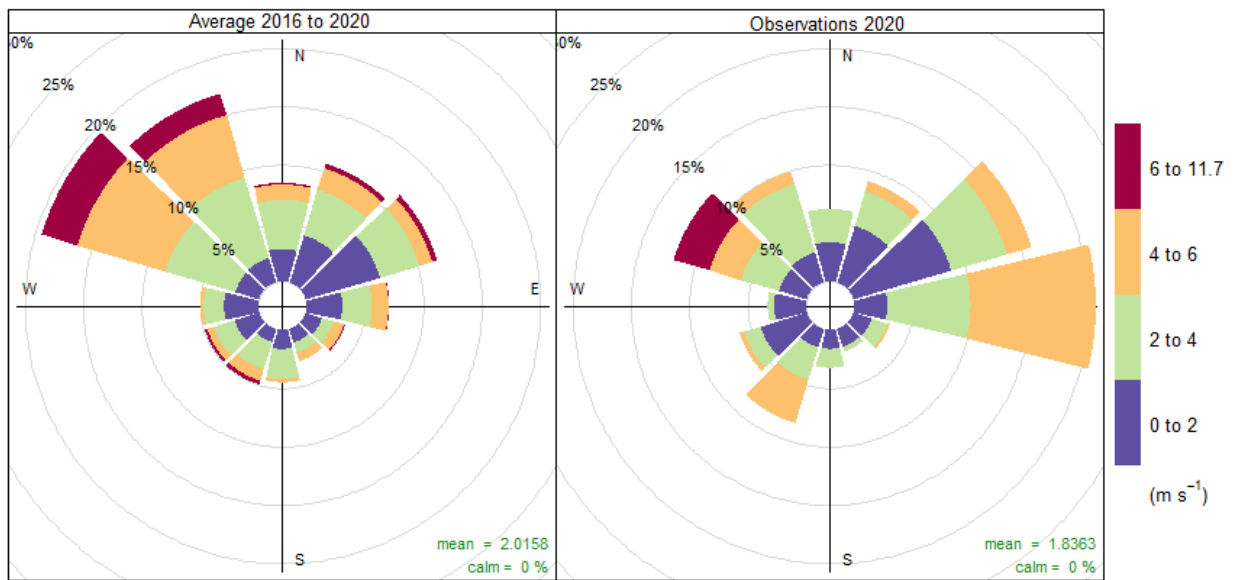 Average 2016 to 2020
Observations 2020
0%
0%
N
N
25%
25%
20%
20%
15%
15%
10%
10%
5%
5%
W
E
W
E
S
S
mean = 2.0158
calm = 0 %
mean = 1.8363
calm = 0 %
6 to 11.7
4 to 6
2 to 4
0 to 2
(m s⁻¹)